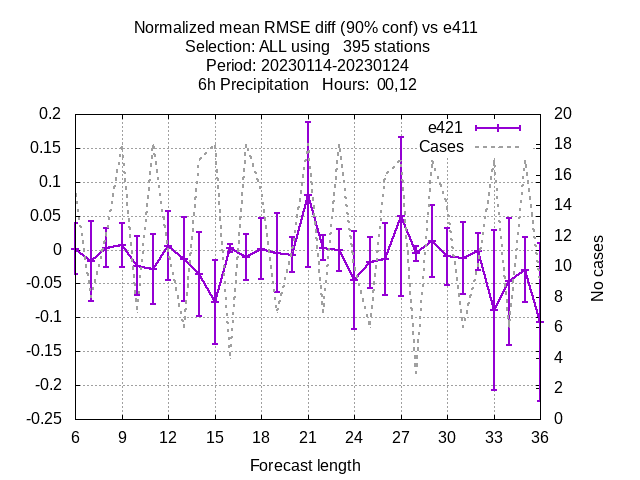 Normalized mean RMSE diff (90% conf) vs e411
Selection: ALL using   395 stations
Period: 20230114-20230124
6h Precipitation   Hours:  00,12
e421
Cases
0.2
0.15
0.1
0.05
0
-0.05
-0.1
-0.15
-0.2
-0.25
20
18
16
14
12
10
8
6
4
2
0
No cases
6 9 12 15 18 21 24 27 30 33 36
Forecast length